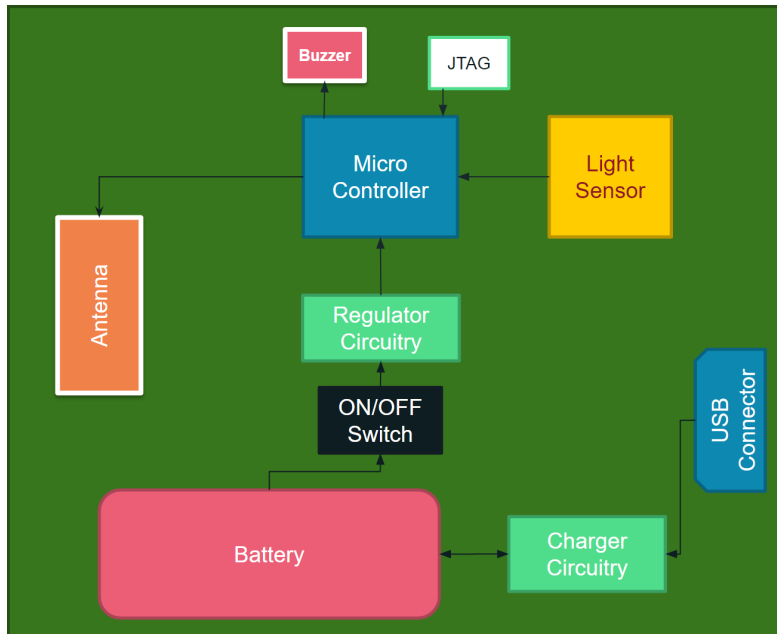 Buzzer
JTAG
Micro
Controller
Light
Sensor
Antenna
Regulator
Circuitry
ON/OFF
Switch
USB
Connector
Battery
Charger
Circuitry